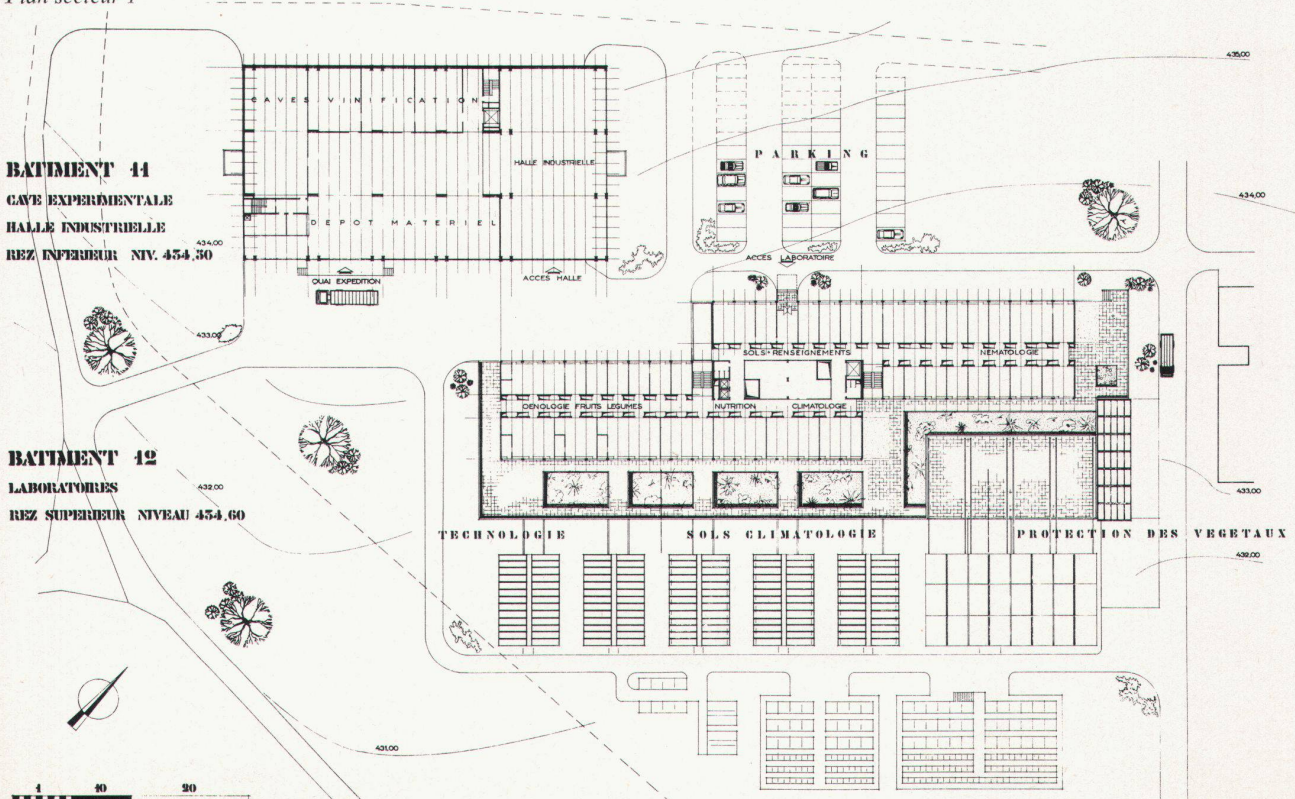 Plan secteur 1
435,00
CAVES VINIFICATION
PARKING
HALLE INDUSTRIELLE
BATIMENT 11
CAVE EXPERIMENTALE
HALLE INDUSTRIELLE
REZ INFERIEUR NIV. 434,30
434,00
DEPOT MATERIEL
434,00
ACCES LABORATOIRE
QUAI EXPEDITION
ACCES HALLE
433,00
SOLS - RENSEIGNEMENTS
NEMATOLOGIE
OENOLOGIE FRUITS LEGUMES
NUTRITION
CLIMATOLOGIE
BATIMENT 12
LABORATOIRES
REZ SUPERIEUR NIVEAU 434,60
432,00
433,00
TECHNOLOGIE
SOLS CLIMATOLOGIE
PROTECTION DES VEGETAUX
432,00
431,00
1 10 20